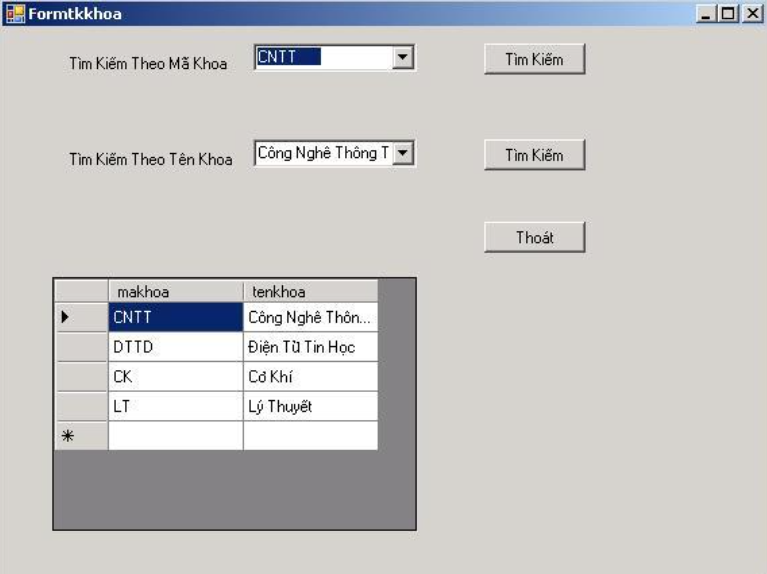 Formtkkhoa
Tìm Kiếm Theo Mã Khoa CNTT Tìm Kiếm
Tìm Kiếm Theo Tên Khoa Công Nghê Thông T Tìm Kiếm
Thoát
makhoa tenkhoa
CNTT Công Nghê Thôn...
DTTD Điện Tử Tin Học
CK Cơ Khí
LT Lý Thuyết